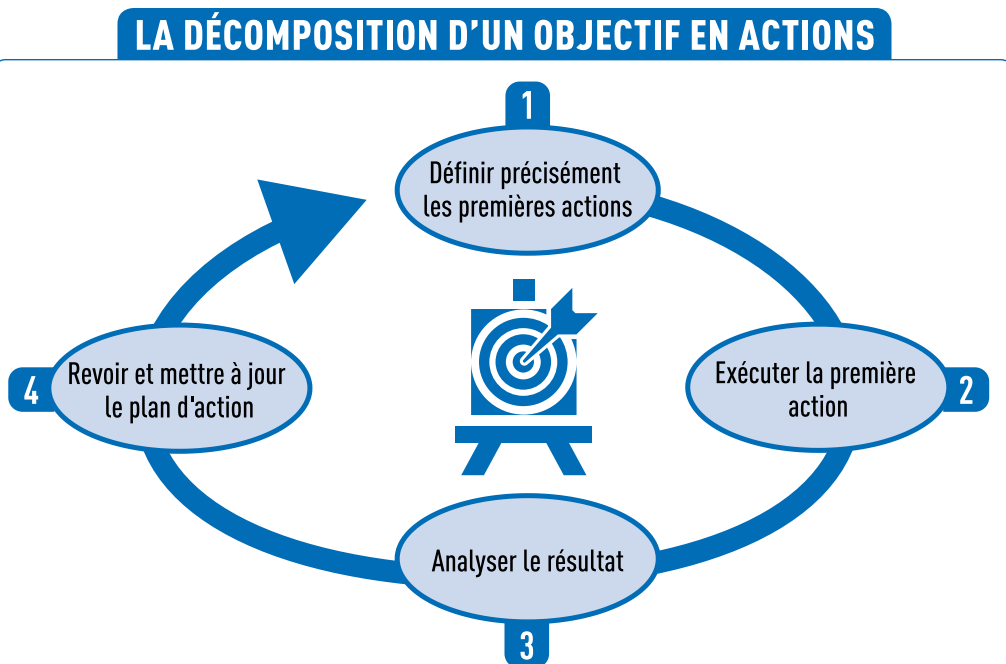 LA DÉCOMPOSITION D'UN OBJECTIF EN ACTIONS
1
Définir précisément
les premières actions
2
Exécuter la première
action
3
Analyser le résultat
4
Revoir et mettre à jour
le plan d'action